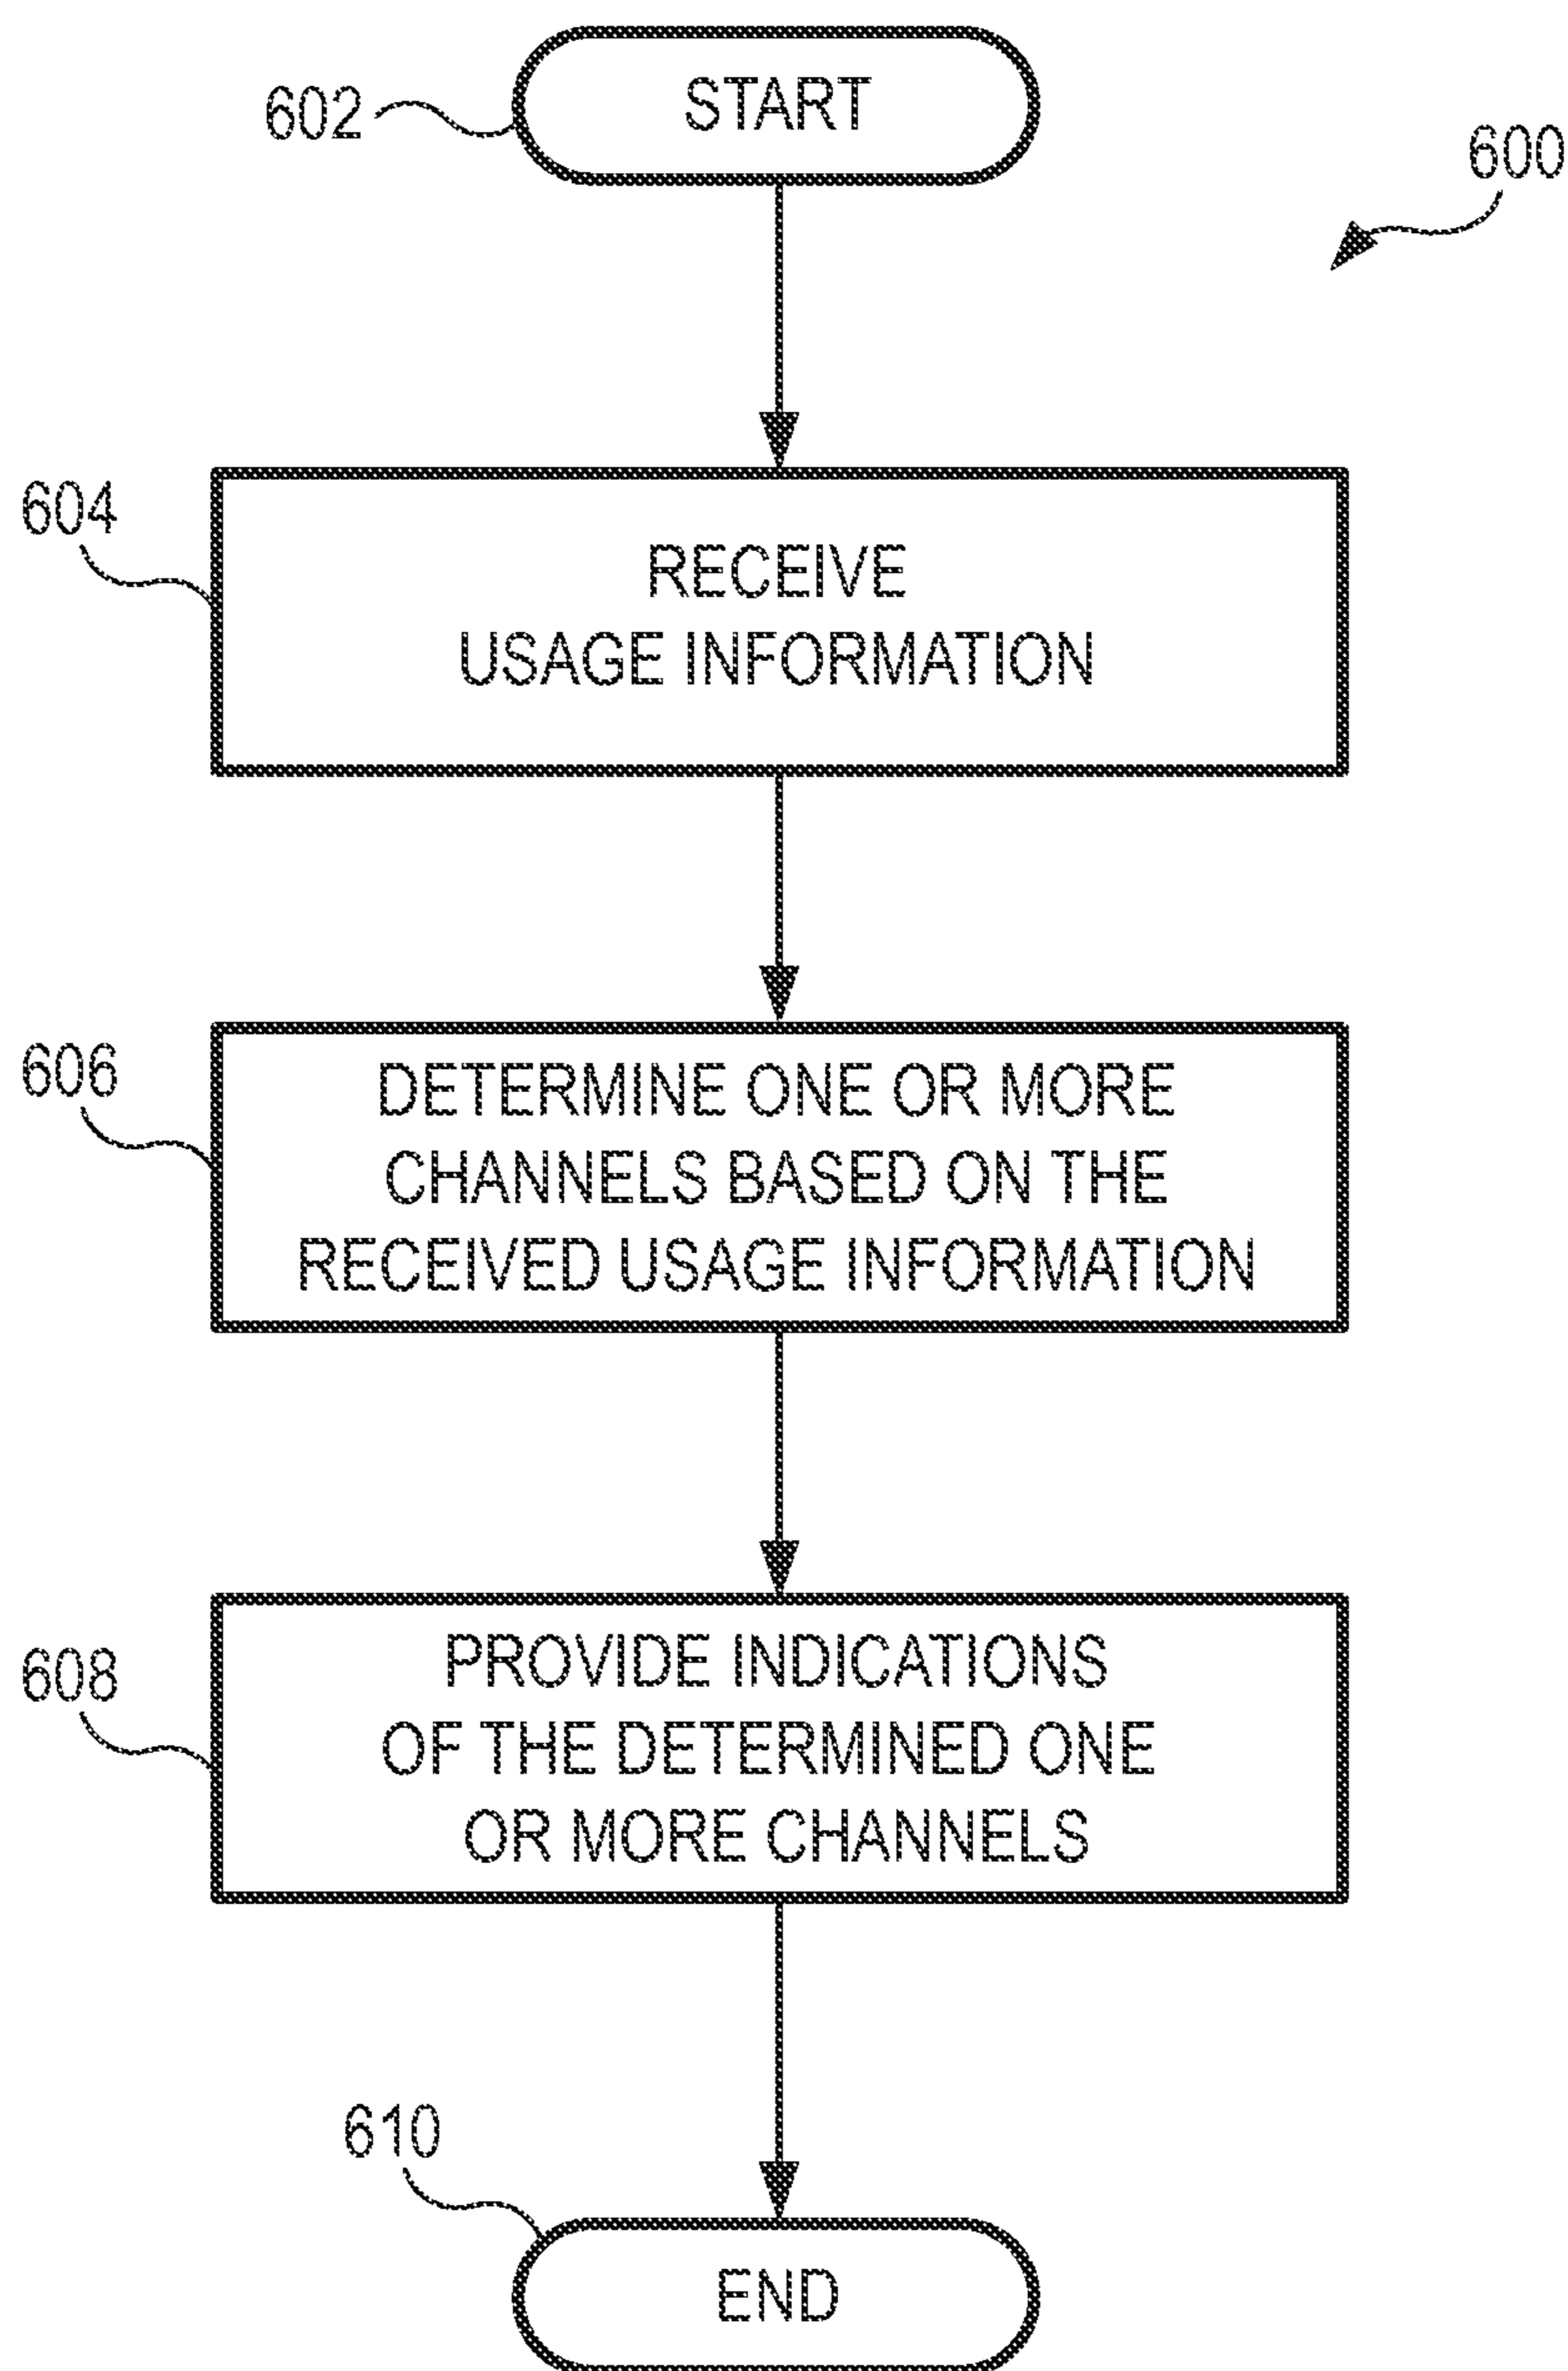 START
602
600
604
RECEIVE
USAGE INFORMATION
606
DETERMINE ONE OR MORE
CHANNELS BASED ON THE
RECEIVED USAGE INFORMATION
608
PROVIDE INDICATIONS
OF THE DETERMINED ONE
OR MORE CHANNELS
610
END